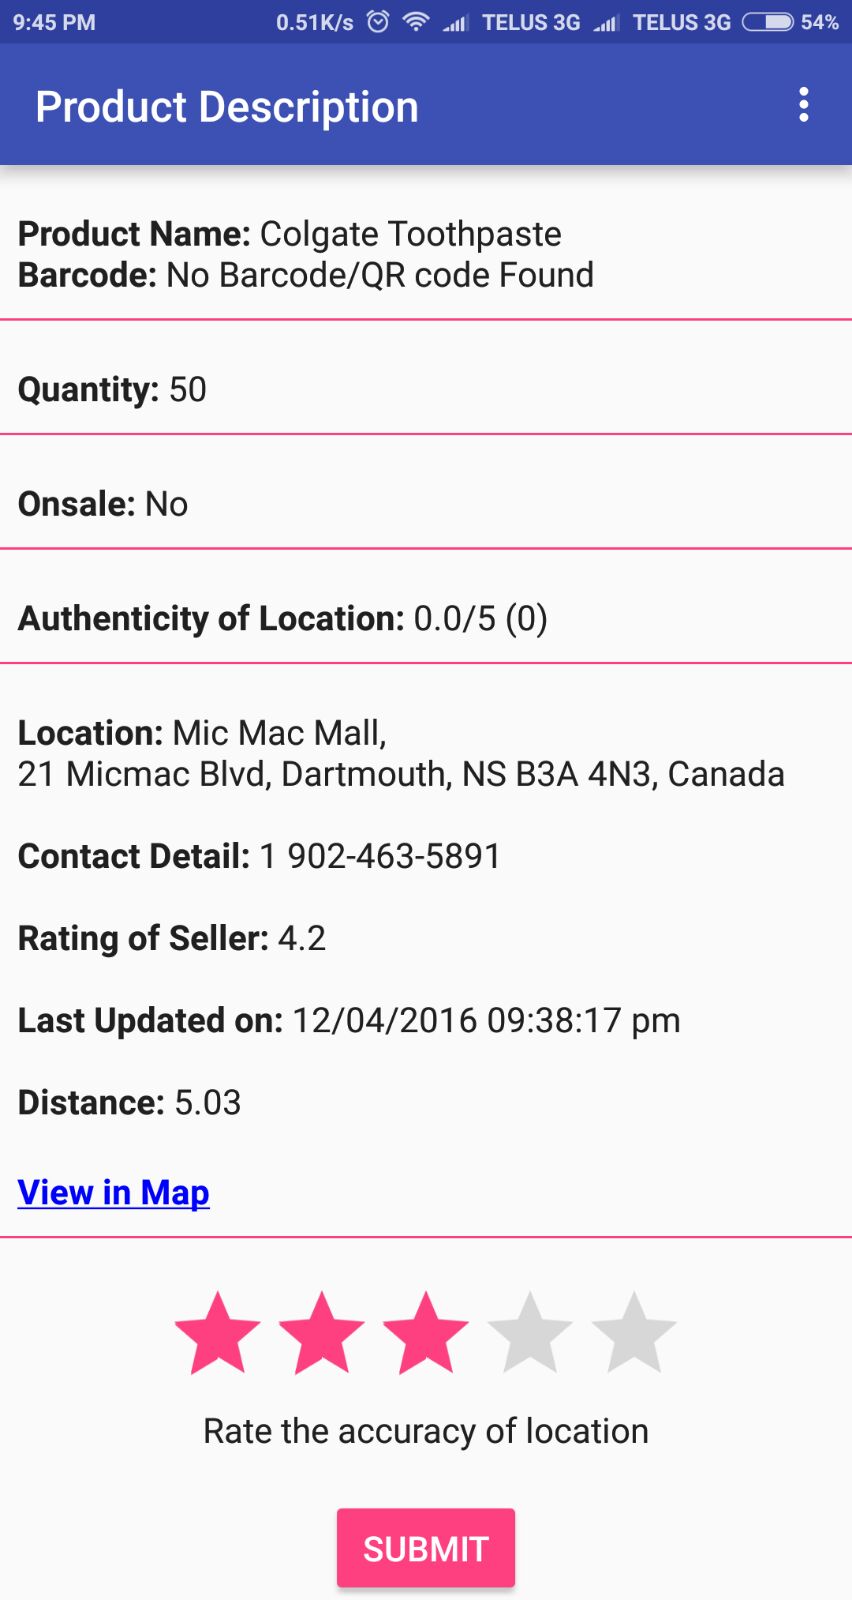 9:45 PM 0.51K/s TELUS 3G TELUS 3G 54%
Product Description
Product Name: Colgate Toothpaste
Barcode: No Barcode/QR code Found
Quantity: 50
Onsale: No
Authenticity of Location: 0.0/5 (0)
Location: Mic Mac Mall,
21 Micmac Blvd, Dartmouth, NS B3A 4N3, Canada
Contact Detail: 1 902-463-5891
Rating of Seller: 4.2
Last Updated on: 12/04/2016 09:38:17 pm
Distance: 5.03
View in Map
Rate the accuracy of location
SUBMIT